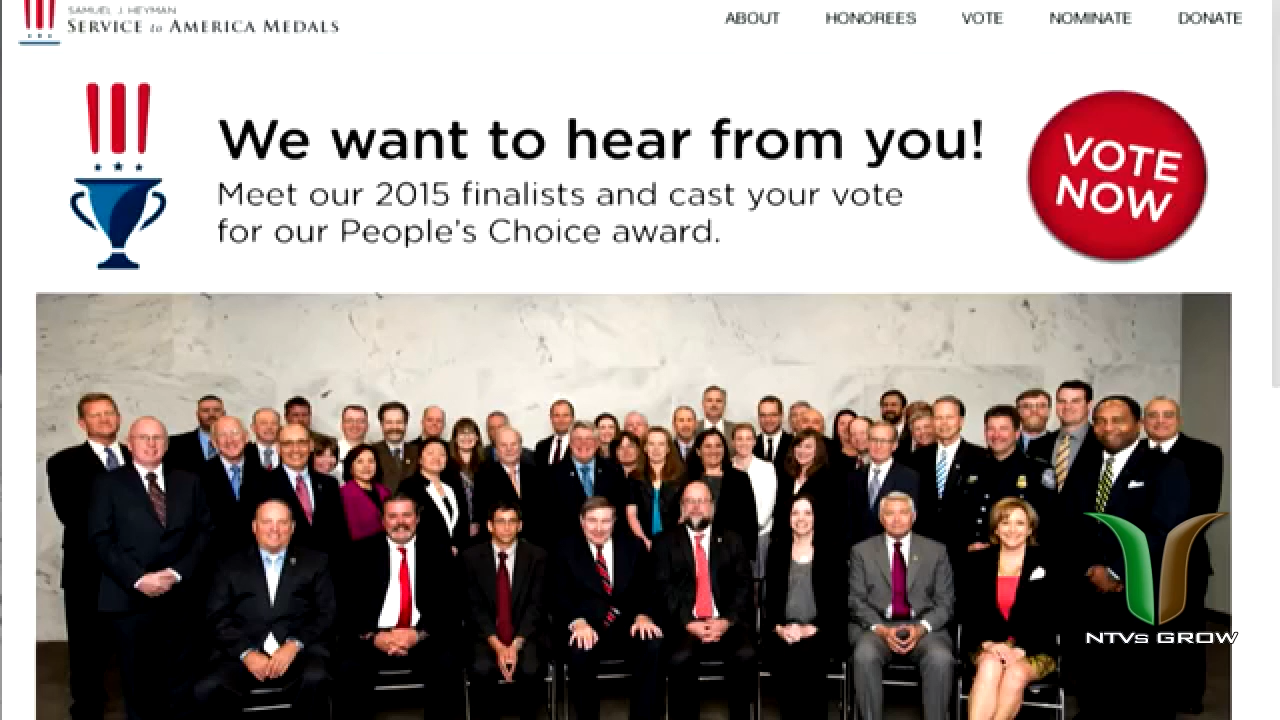 SAMUEL J. HEYMAN
SERVICE to AMERICA MEDALS
ABOUT HONOREES VOTE NOMINATE DONATE
We want to hear from you!
Meet our 2015 finalists and cast your vote
for our People's Choice award.
VOTE
NOW
NTVs GROW